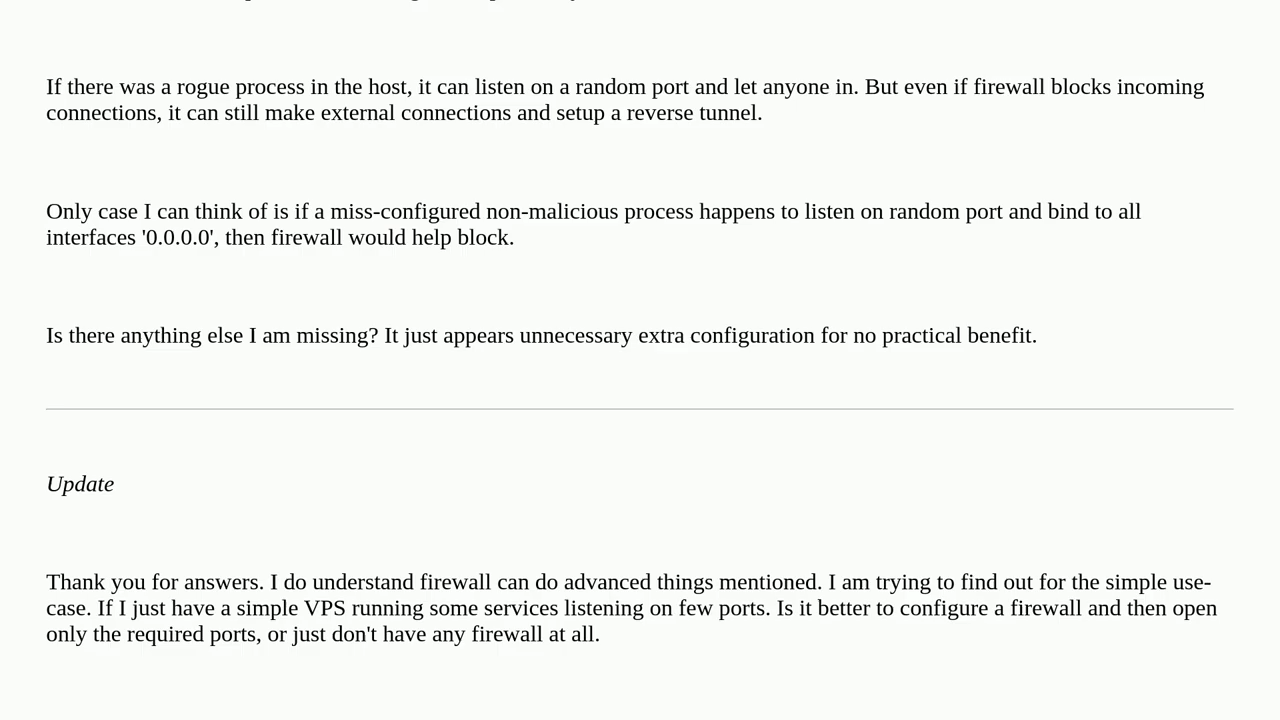 If there was a rogue process in the host, it can listen on a random port and let anyone in. But even if firewall blocks incoming
connections, it can still make external connections and setup a reverse tunnel.
Only case I can think of is if a miss-configured non-malicious process happens to listen on random port and bind to all
interfaces '0.0.0.0', then firewall would help block.
Is there anything else I am missing? It just appears unnecessary extra configuration for no practical benefit.
Update
Thank you for answers. I do understand firewall can do advanced things mentioned. I am trying to find out for the simple use-
case. If I just have a simple VPS running some services listening on few ports. Is it better to configure a firewall and then open
only the required ports, or just don't have any firewall at all.